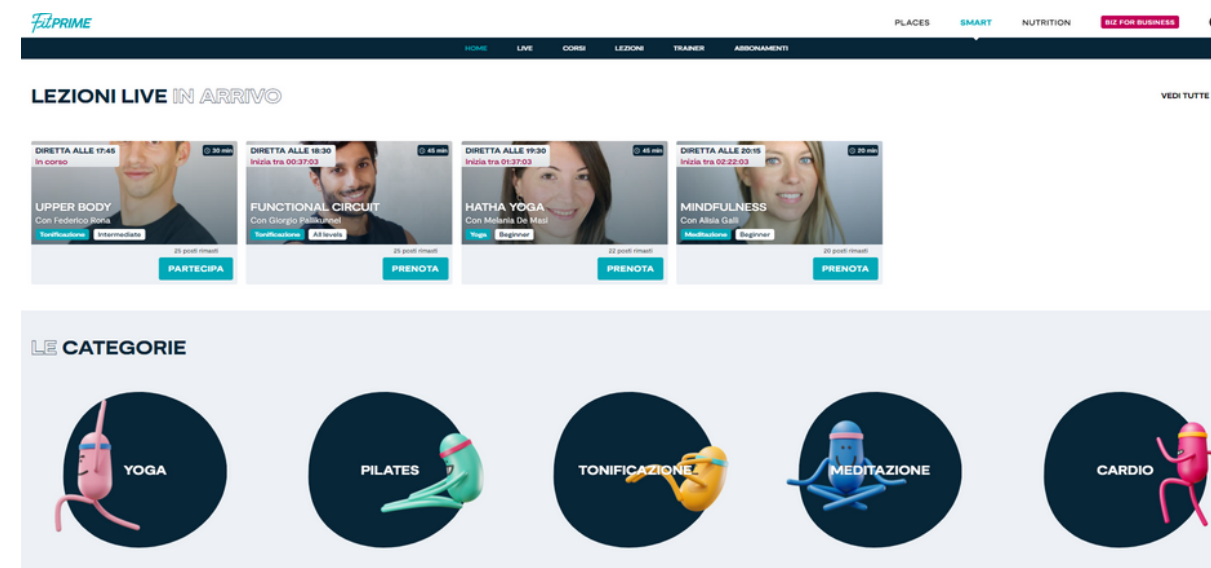 FitPRIME
PLACES SMART NUTRITION BIZ FOR BUSINESS
HOME LIVE CORSI LEZIONI TRAINER ABBONAMENTI
LEZIONI LIVE IN ARRIVO
VEDI TUTTE
DIRETTA ALLE 17:45
In corso
30 min
UPPER BODY
Con Federico Rona
Tonificazione Intermediate
25 posti rimasti
PARTECIPA
DIRETTA ALLE 18:30
Inizia tra 00:37:03
45 min
FUNCTIONAL CIRCUIT
Con Giorgio Pallikunnel
Tonificazione All levels
25 posti rimasti
PRENOTA
DIRETTA ALLE 19:30
Inizia tra 01:37:03
45 min
HATHA YOGA
Con Melania De Masi
Yoga Beginner
22 posti rimasti
PRENOTA
DIRETTA ALLE 20:15
Inizia tra 02:22:03
20 min
MINDFULNESS
Con Alisia Galli
Meditazione Beginner
20 posti rimasti
PRENOTA
LE CATEGORIE
YOGA
PILATES
TONIFICAZIONE
MEDITAZIONE
CARDIO